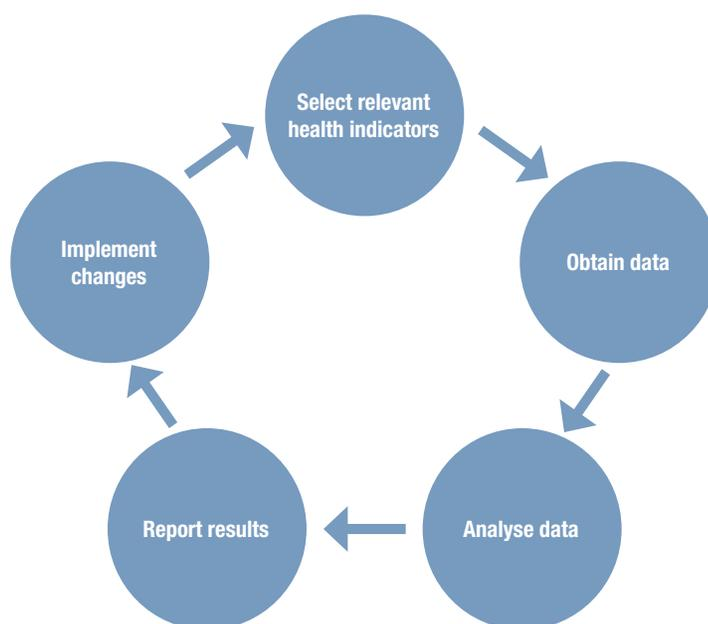 Select relevant
health indicators
Obtain data
Analyse data
Report results
Implement
changes